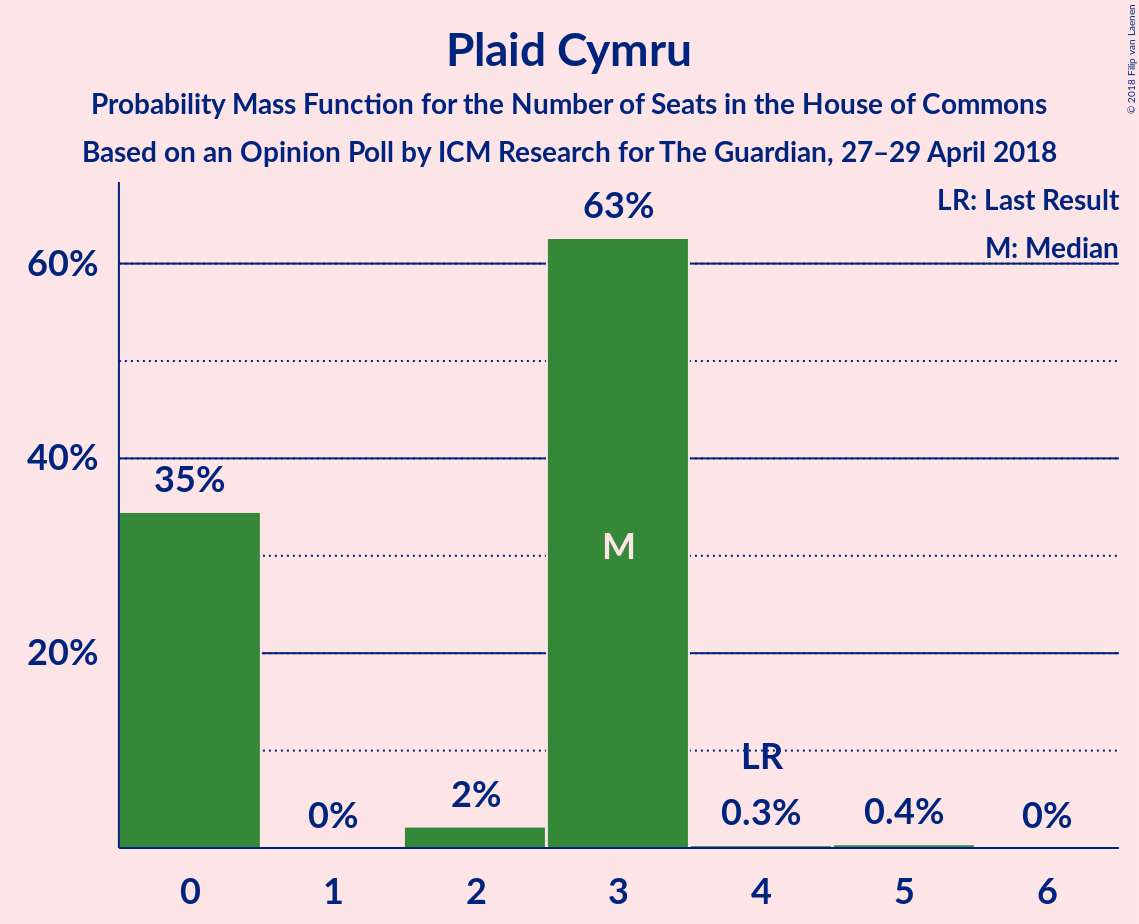 Plaid Cymru
Probability Mass Function for the Number of Seats in the House of Commons
Based on an Opinion Poll by ICM Research for The Guardian, 27–29 April 2018
© 2018 Filip van Laenen
LR: Last Result
M: Median
63%
60%
40%
35%
M
20%
LR
0%
2%
0.3%
0.4%
0%
0 1 2 3 4 5 6